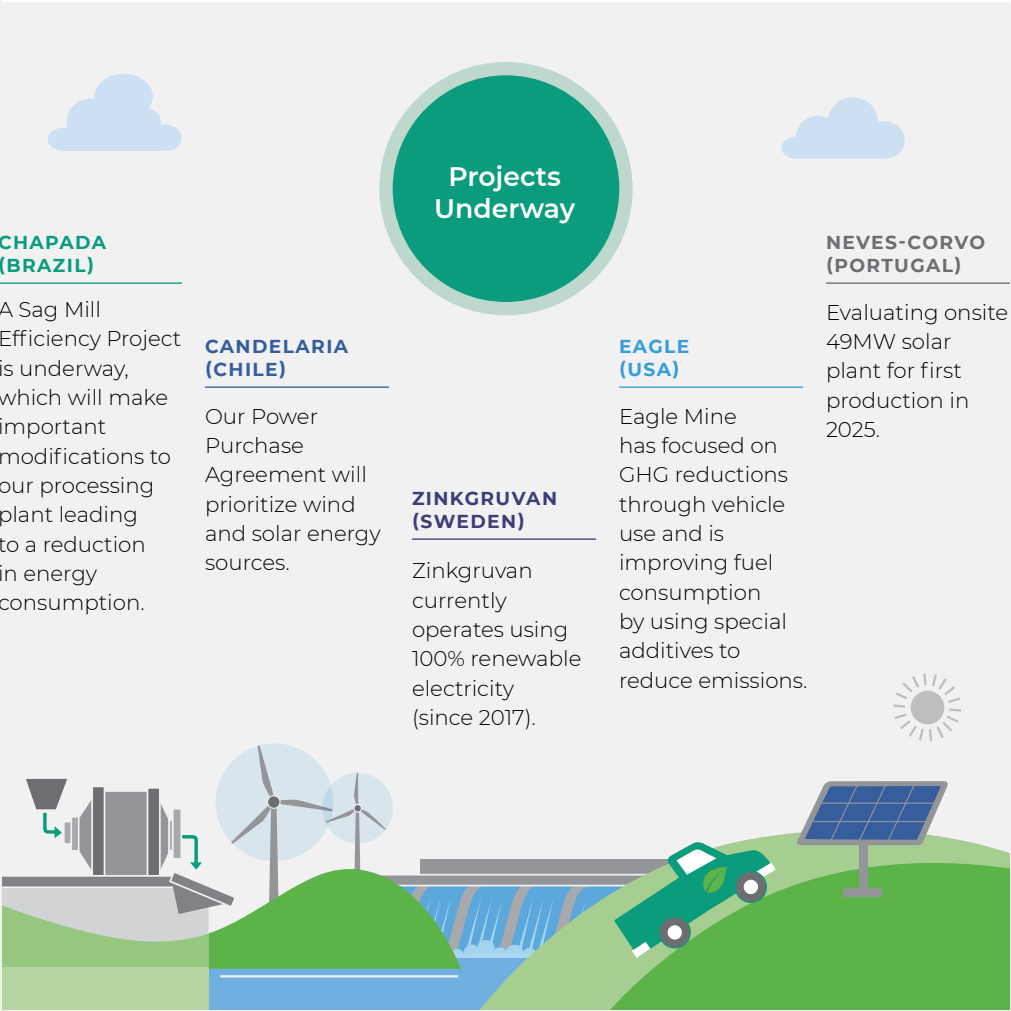 Projects
Underway
CHAPADA
(BRAZIL)
A Sag Mill
Efficiency Project
is underway,
which will make
important
modifications to
our processing
plant leading
to a reduction
in energy
consumption.
CANDELARIA
(CHILE)
Our Power
Purchase
Agreement will
prioritize wind
and solar energy
sources.
ZINKGRUVAN
(SWEDEN)
Zinkgruvan
currently
operates using
100% renewable
electricity
(since 2017).
EAGLE
(USA)
Eagle Mine
has focused on
GHG reductions
through vehicle
use and is
improving fuel
consumption
by using special
additives to
reduce emissions.
NEVES-CORVO
(PORTUGAL)
Evaluating onsite
49MW solar
plant for first
production in
2025.